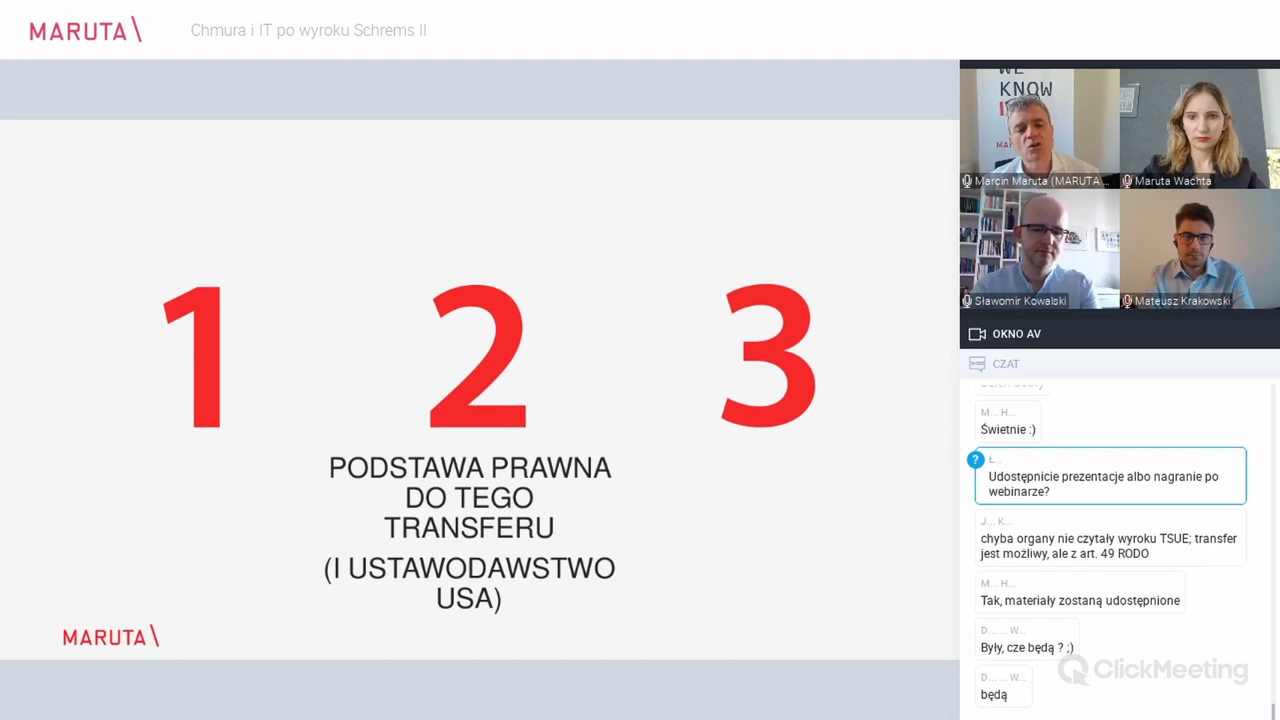 MARUTA\
Chmura i IT po wyroku Schrems II
1 2 3
PODSTAWA PRAWNA
DO TEGO
TRANSFERU
(I USTAWODAWSTWO
USA)
MARUTA\
WE
KNOW
Marcin Maruta (MARUTA ...
Maruta Wachta
Sławomir Kowalski
Mateusz Krakowski
OKNO AV
CZAT
M... H...
Świetnie :)
?
Ł...
Udostępnicie prezentacje albo nagranie po
webinarze?
J... K...
chyba organy nie czytały wyroku TSUE; transfer
jest możliwy, ale z art. 49 RODO
M... H...
Tak, materiały zostaną udostępnione
D... ... W...
Były, cze będą ? ;)
D... ... W...
będą
ClickMeeting